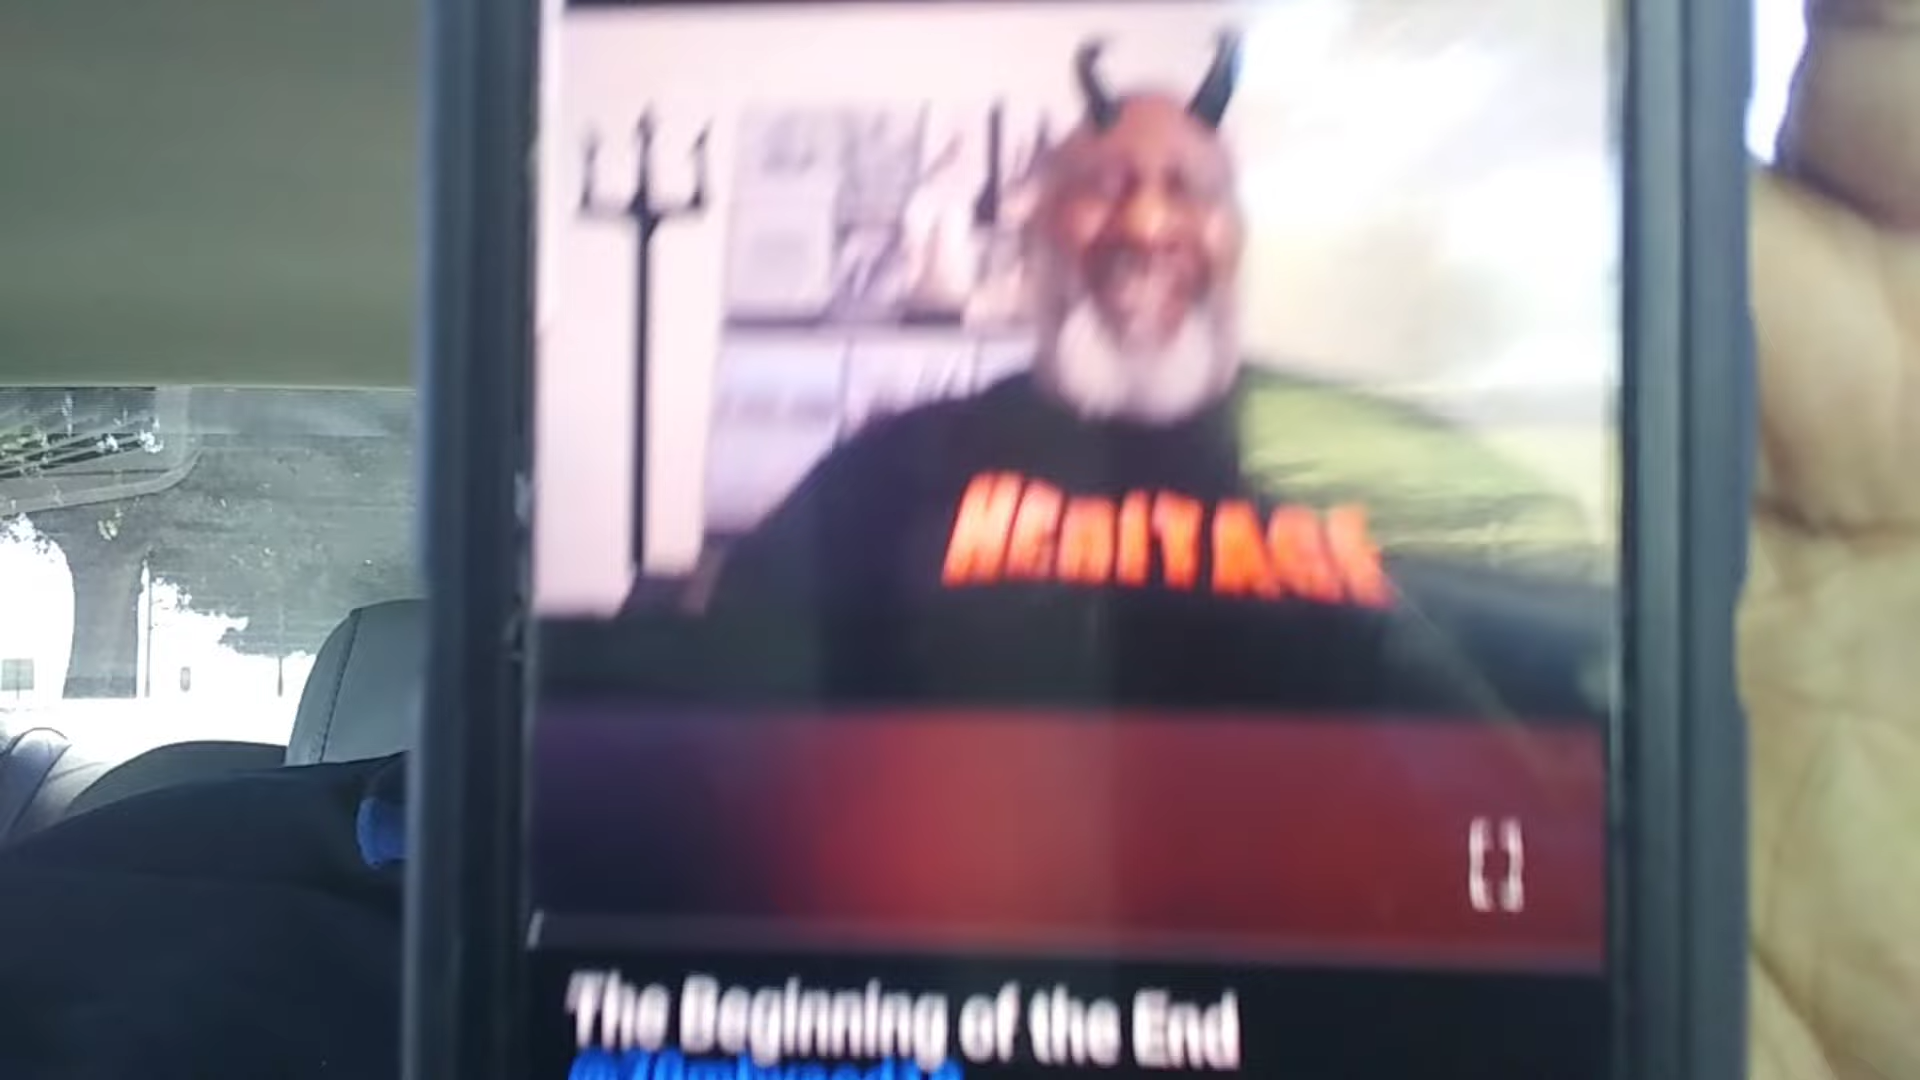 HERITAGE
The Beginning of the End